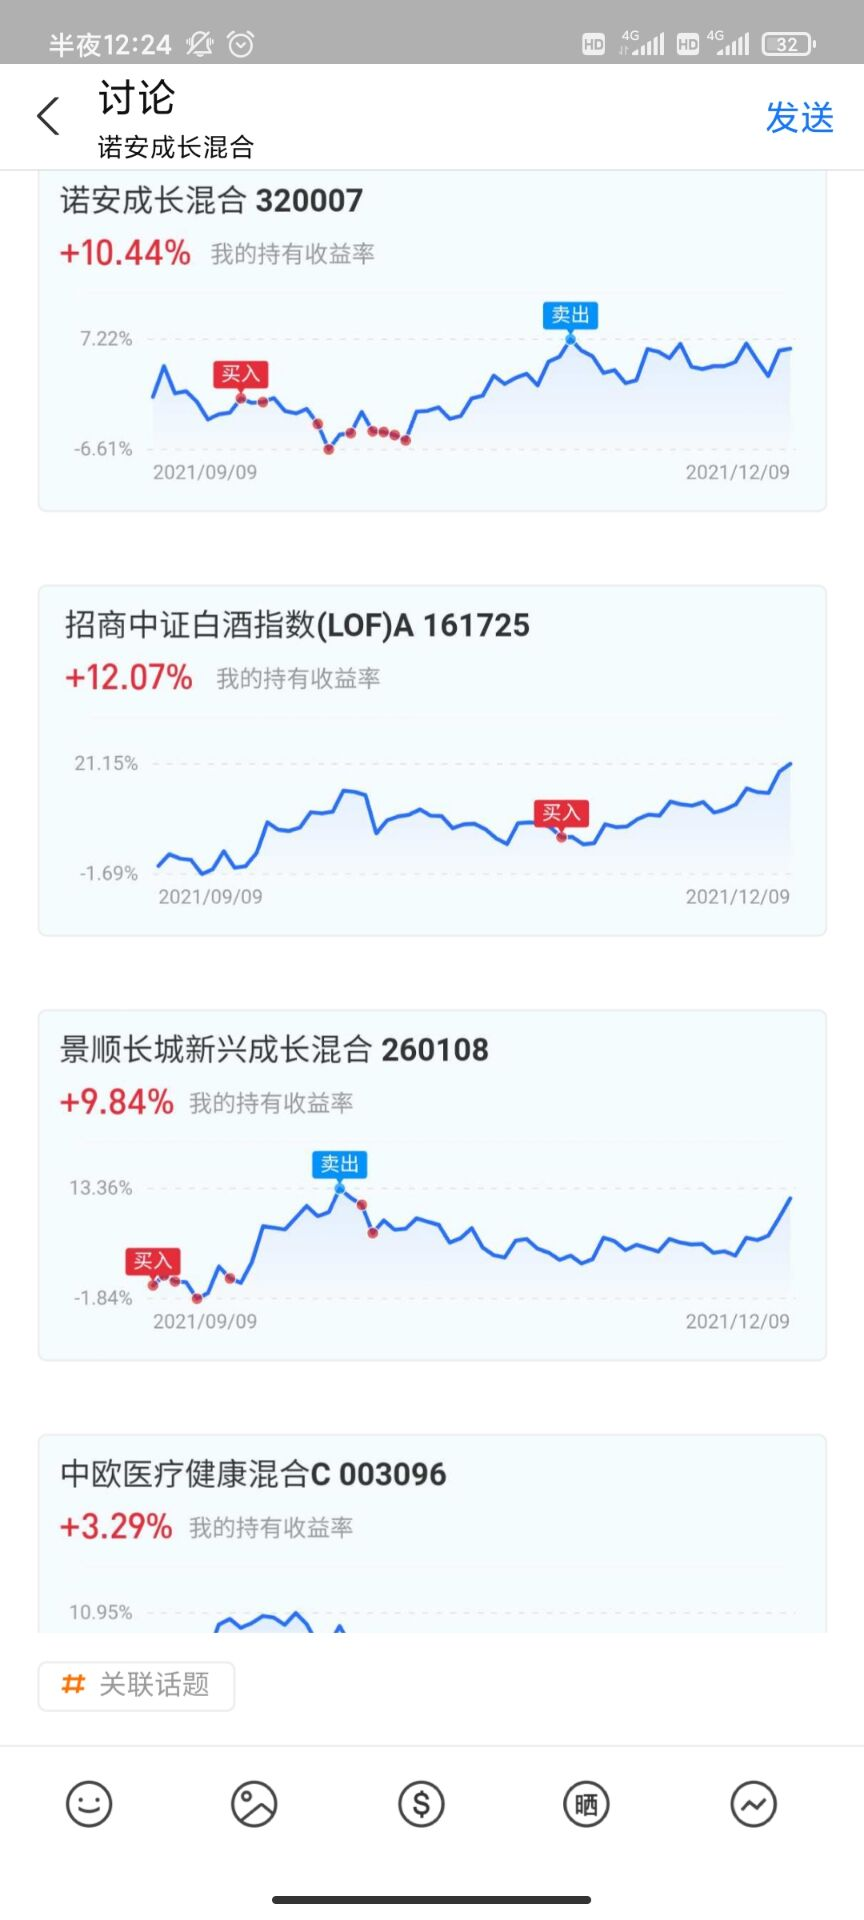 半夜12:24 HD 4G HD 4G 32
讨论
诺安成长混合
发送
诺安成长混合 320007
+10.44% 我的持有收益率
卖出
7.22%
买入
-6.61%
2021/09/09 2021/12/09
招商中证白酒指数(LOF)A 161725
+12.07% 我的持有收益率
21.15%
买入
-1.69%
2021/09/09 2021/12/09
景顺长城新兴成长混合 260108
+9.84% 我的持有收益率
卖出
13.36%
买入
-1.84%
2021/09/09 2021/12/09
中欧医疗健康混合C 003096
+3.29% 我的持有收益率
10.95%
# 关联话题
$ 晒